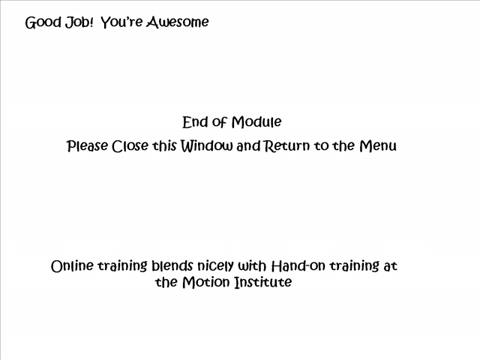 Good Job! You're Awesome
End of Module
Please Close this Window and Return to the Menu
Online training blends nicely with Hand-on training at
the Motion Institute